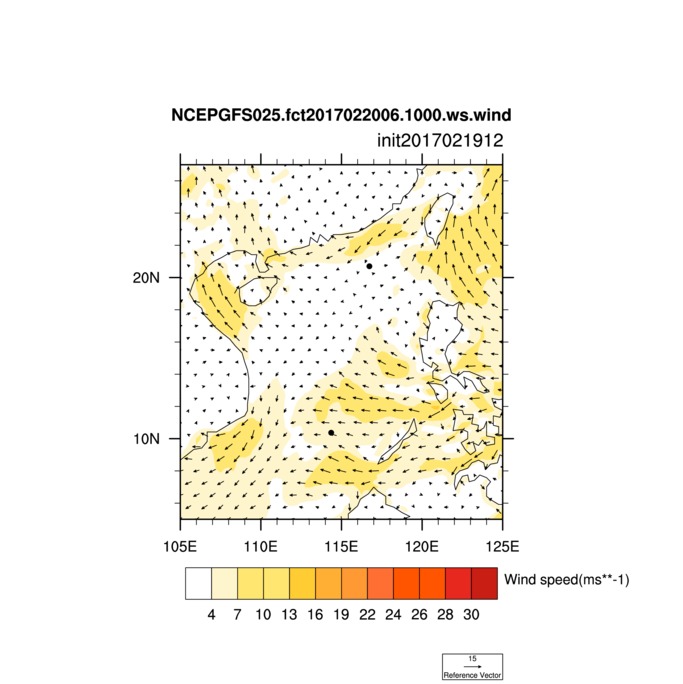 NCEPGFS025.fct2017022006.1000.ws.wind
init2017021912
20N
10N
105E 110E 115E 120E 125E
Wind speed(ms**-1)
4 7 10 13 16 19 22 24 26 28 30
15
Reference Vector